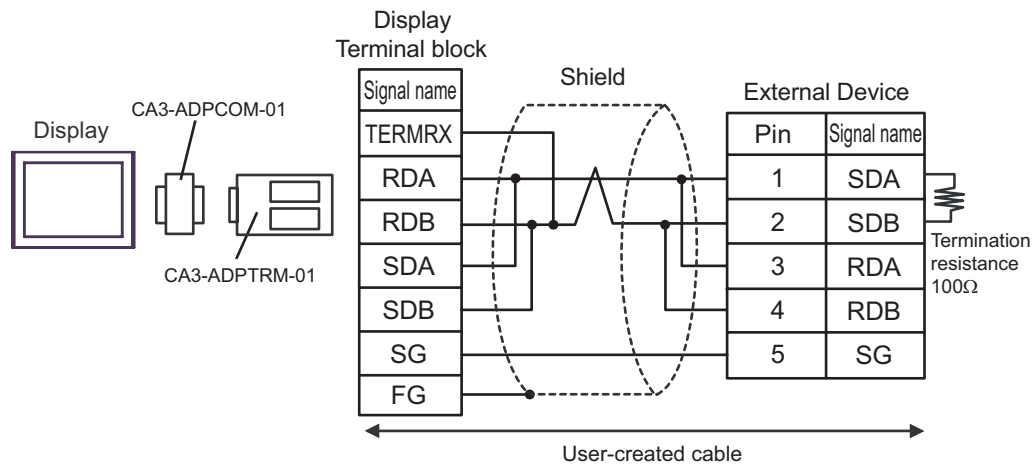 Display
Terminal block
Signal name
TERMRX
RDA
RDB
SDA
SDB
SG
FG
Shield
External Device
Pin Signal name
1 SDA
2 SDB
3 RDA
4 RDB
5 SG
Termination
resistance
100Ω
Display
CA3-ADPCOM-01
CA3-ADPTRM-01
User-created cable